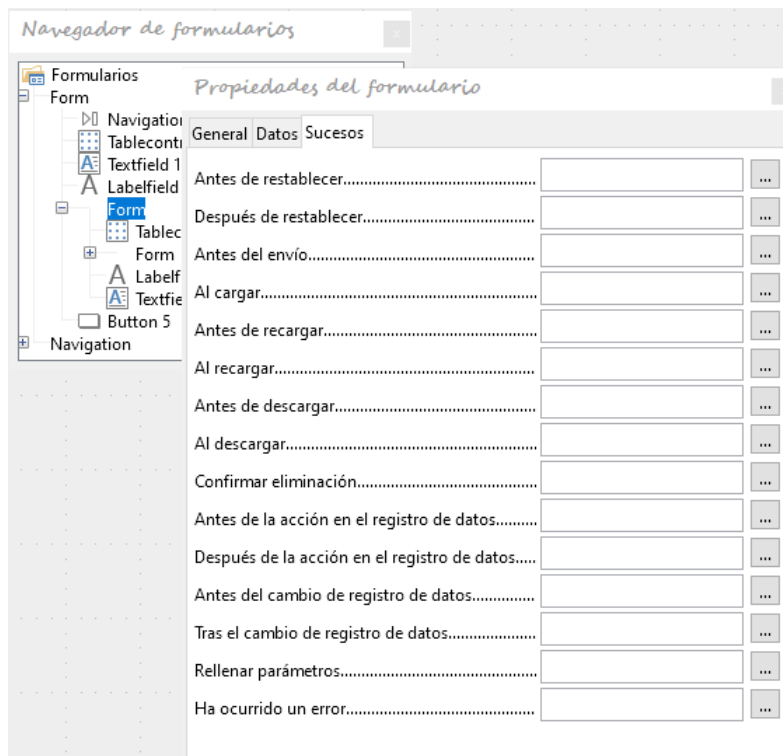 Navegador de formularios
x
Formularios
Form
Navigation
Tablecontr
Textfield 1
Labelfield
Form
Tablec
Form
Labelf
Textfie
Button 5
Navigation
Propiedades del formulario
General Datos Sucesos
Antes de restablecer............................................... ...
Después de restablecer.......................................... ...
Antes del envío...................................................... ...
Al cargar................................................................. ...
Antes de recargar................................................... ...
Al recargar.............................................................. ...
Antes de descargar................................................ ...
Al descargar........................................................... ...
Confirmar eliminación........................................... ...
Antes de la acción en el registro de datos.......... ...
Después de la acción en el registro de datos..... ...
Antes del cambio de registro de datos............... ...
Tras el cambio de registro de datos.................... ...
Rellenar parámetros.............................................. ...
Ha ocurrido un error.............................................. ...